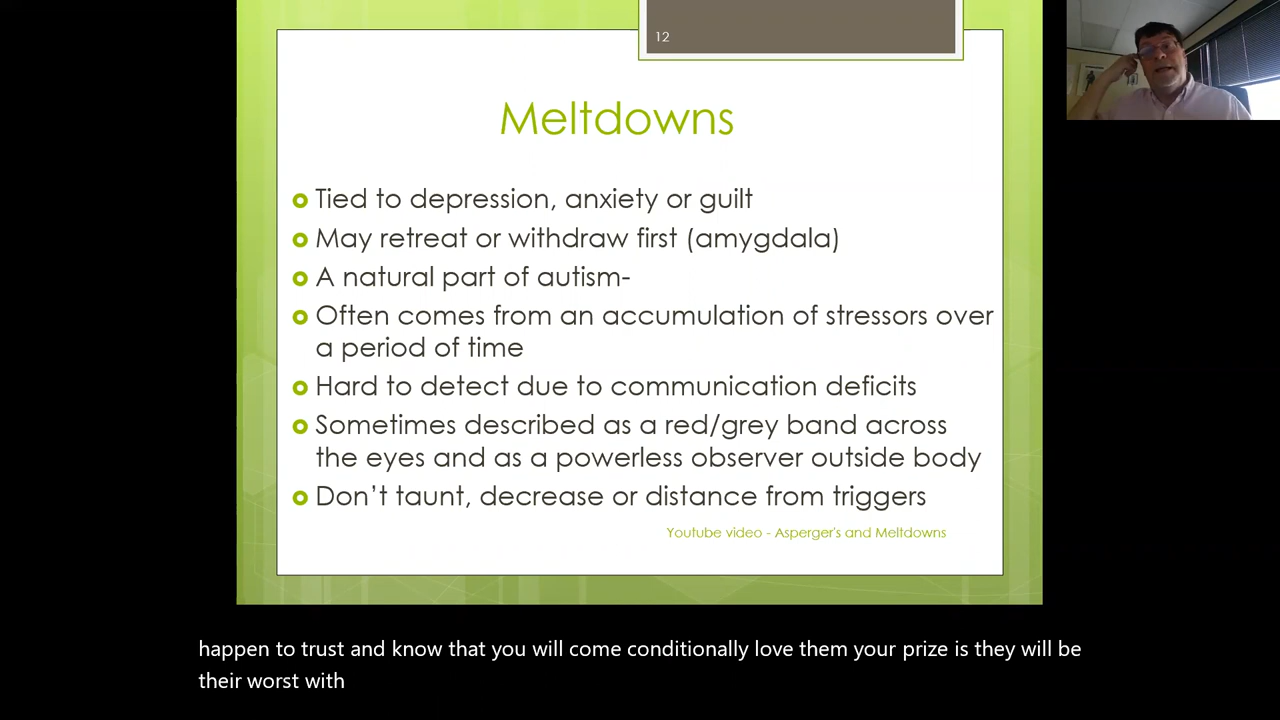 12
Meltdowns
Tied to depression, anxiety or guilt
May retreat or withdraw first (amygdala)
A natural part of autism-
Often comes from an accumulation of stressors over
a period of time
Hard to detect due to communication deficits
Sometimes described as a red/grey band across
the eyes and as a powerless observer outside body
Don't taunt, decrease or distance from triggers
Youtube video - Asperger's and Meltdowns
happen to trust and know that you will come conditionally love them your prize is they will be
their worst with